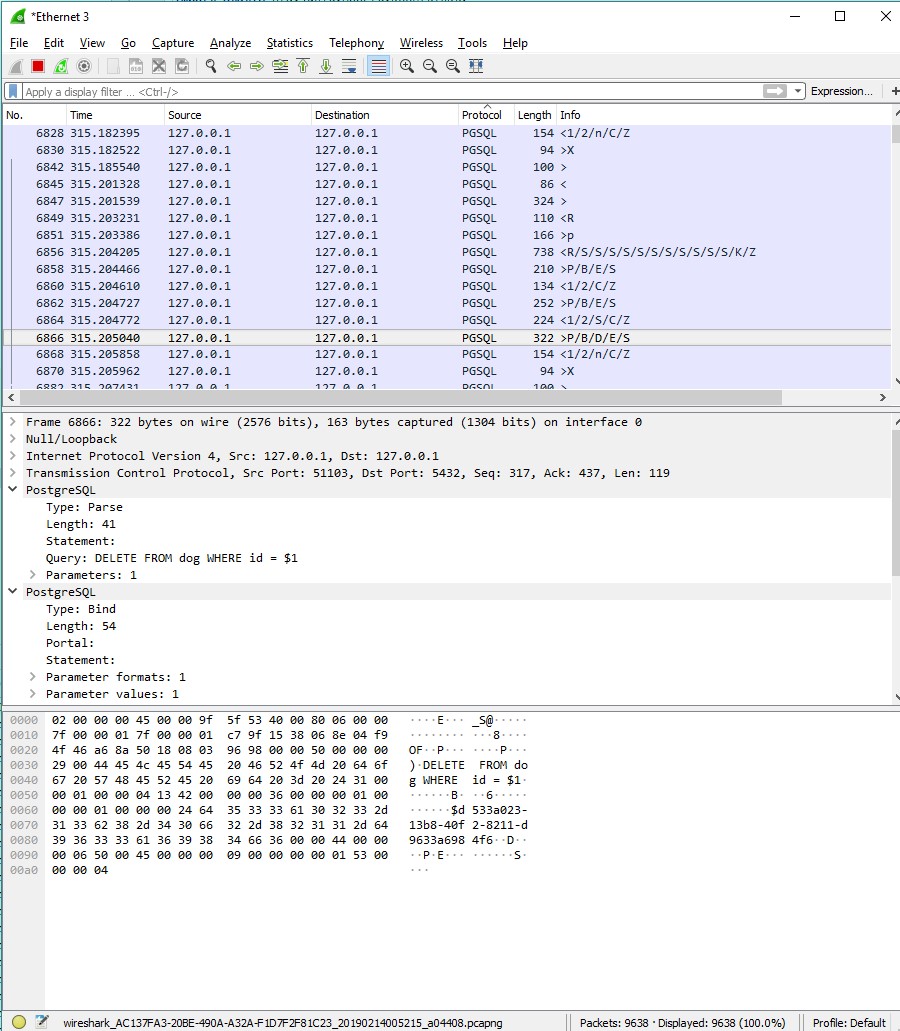 *Ethernet 3
File Edit View Go Capture Analyze Statistics Telephony Wireless Tools Help
Apply a display filter ... <Ctrl-/> Expression... +
No. Time Source Destination Protocol Length Info
6828 315.182395 127.0.0.1 127.0.0.1 PGSQL 154 <1/2/n/C/Z
6830 315.182522 127.0.0.1 127.0.0.1 PGSQL 94 >X
6842 315.185540 127.0.0.1 127.0.0.1 PGSQL 100 >
6845 315.201328 127.0.0.1 127.0.0.1 PGSQL 86 <
6847 315.201539 127.0.0.1 127.0.0.1 PGSQL 324 >
6849 315.203231 127.0.0.1 127.0.0.1 PGSQL 110 <R
6851 315.203386 127.0.0.1 127.0.0.1 PGSQL 166 >p
6856 315.204205 127.0.0.1 127.0.0.1 PGSQL 738 <R/S/S/S/S/S/S/S/S/S/S/S/K/Z
6858 315.204466 127.0.0.1 127.0.0.1 PGSQL 210 >P/B/E/S
6860 315.204610 127.0.0.1 127.0.0.1 PGSQL 134 <1/2/C/Z
6862 315.204727 127.0.0.1 127.0.0.1 PGSQL 252 >P/B/E/S
6864 315.204772 127.0.0.1 127.0.0.1 PGSQL 224 <1/2/S/C/Z
6866 315.205040 127.0.0.1 127.0.0.1 PGSQL 322 >P/B/D/E/S
6868 315.205858 127.0.0.1 127.0.0.1 PGSQL 154 <1/2/n/C/Z
6870 315.205962 127.0.0.1 127.0.0.1 PGSQL 94 >X
6882 315.207431 127.0.0.1 127.0.0.1 PGSQL 100 >
Frame 6866: 322 bytes on wire (2576 bits), 163 bytes captured (1304 bits) on interface 0
Null/Loopback
Internet Protocol Version 4, Src: 127.0.0.1, Dst: 127.0.0.1
Transmission Control Protocol, Src Port: 51103, Dst Port: 5432, Seq: 317, Ack: 437, Len: 119
PostgreSQL
Type: Parse
Length: 41
Statement:
Query: DELETE FROM dog WHERE id = $1
Parameters: 1
PostgreSQL
Type: Bind
Length: 54
Portal:
Statement:
Parameter formats: 1
Parameter values: 1
0000 02 00 00 00 45 00 00 9f 5f 53 40 00 80 06 00 00 ····E··· _S@·····
0010 7f 00 00 01 7f 00 00 01 c7 9f 15 38 06 8e 04 f9 ········ ···8····
0020 4f 46 a6 8a 50 18 08 03 96 98 00 00 50 00 00 00 OF··P··· ····P···
0030 29 00 44 45 4c 45 54 45 20 46 52 4f 4d 20 64 6f )·DELETE FROM do
0040 67 20 57 48 45 52 45 20 69 64 20 3d 20 24 31 00 g WHERE id = $1·
0050 00 01 00 00 04 13 42 00 00 00 36 00 00 00 01 00 ······B· ··6·····
0060 00 00 01 00 00 00 24 64 35 33 33 61 30 32 33 2d ······$d 533a023-
0070 31 33 62 38 2d 34 30 66 32 2d 38 32 31 31 2d 64 13b8-40f 2-8211-d
0080 39 36 33 33 61 36 39 38 34 66 36 00 00 44 00 00 9633a698 4f6··D··
0090 00 06 50 00 45 00 00 00 09 00 00 00 00 01 53 00 ··P·E··· ······S·
00a0 00 00 04 ···
wireshark_AC137FA3-20BE-490A-A32A-F1D7F2F81C23_20190214005215_a04408.pcapng Packets: 9638 · Displayed: 9638 (100.0%) Profile: Default